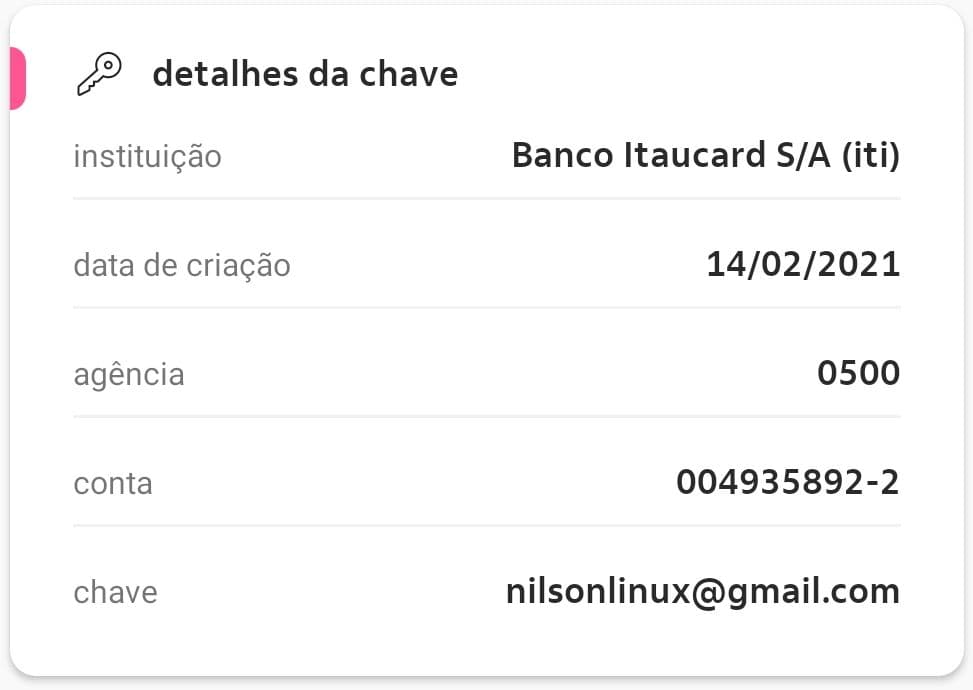 detalhes da chave
instituição Banco Itaucard S/A (iti)
data de criação 14/02/2021
agência 0500
conta 004935892-2
chave nilsonlinux@gmail.com